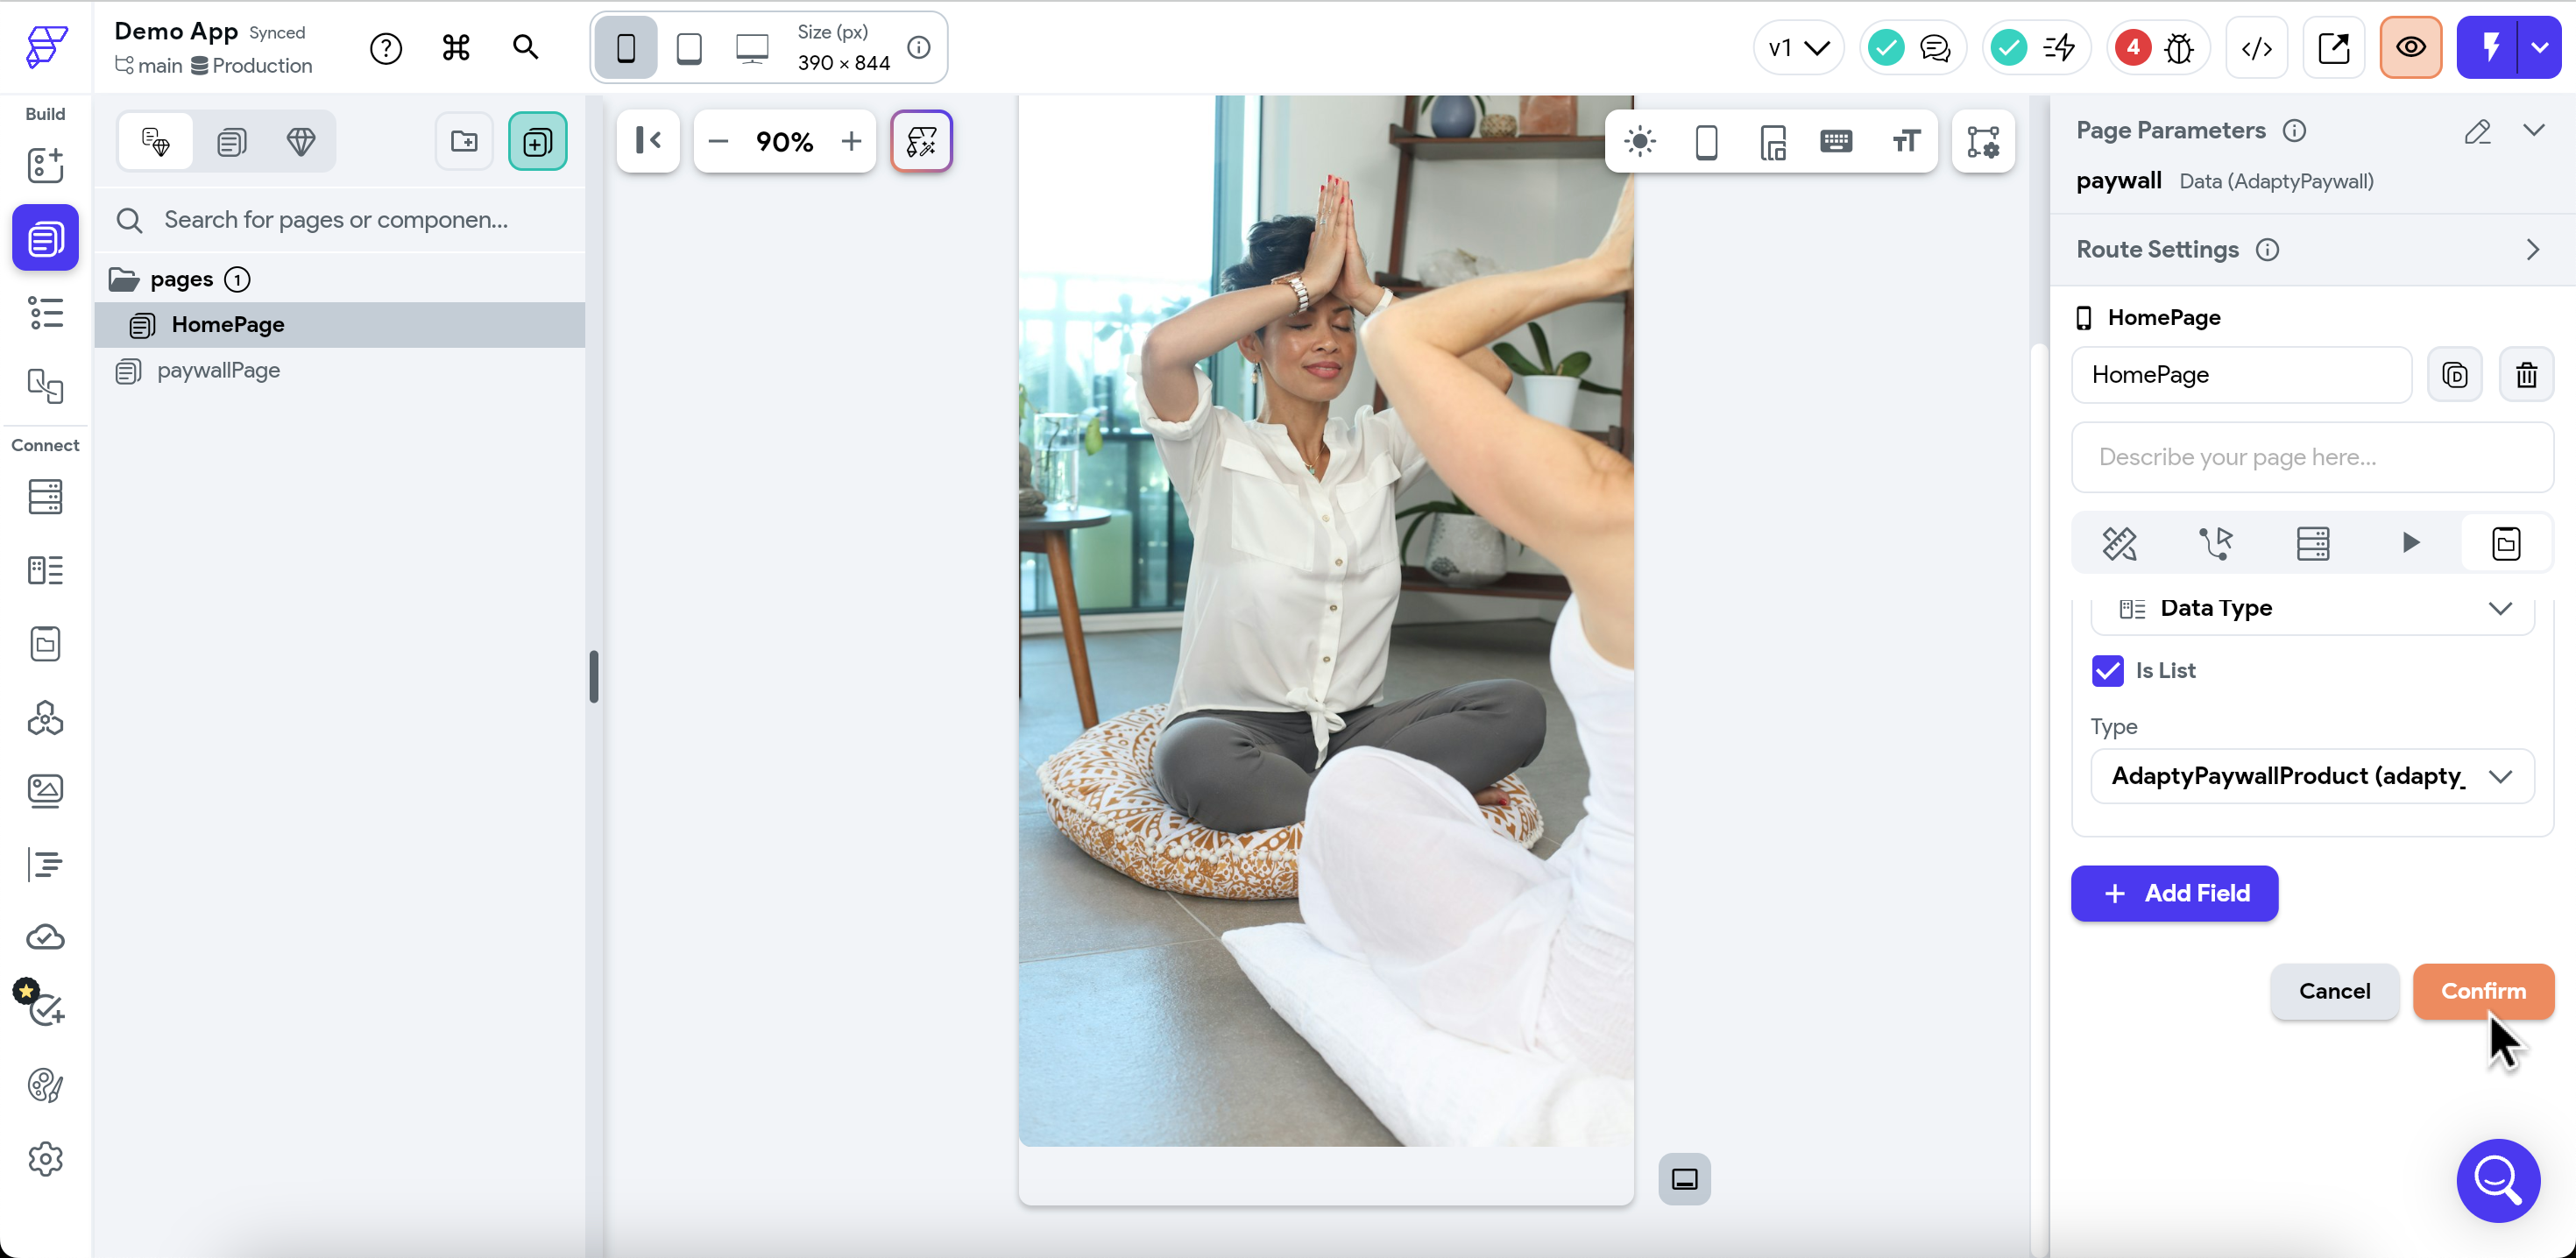 Demo App Synced
main Production
Size (px)
390 × 844
v1
4
Build
Connect
90%
Search for pages or componen...
pages 1
HomePage
paywallPage
Page Parameters
paywall Data (AdaptyPaywall)
Route Settings
HomePage
HomePage
Describe your page here...
Data Type
Is List
Type
AdaptyPaywallProduct (adapty_
+ Add Field
Cancel
Confirm